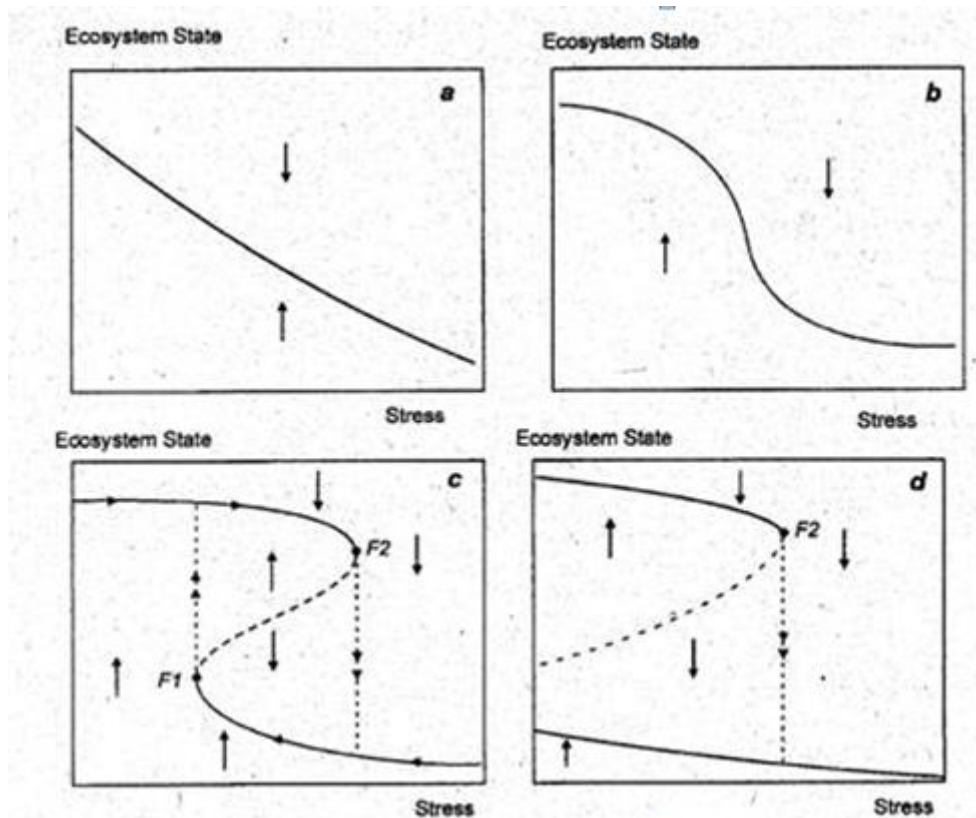 Ecosystem State
a
Stress
Ecosystem State
b
Stress
Ecosystem State
c
F2
F1
Stress
Ecosystem State
d
F2
Stress